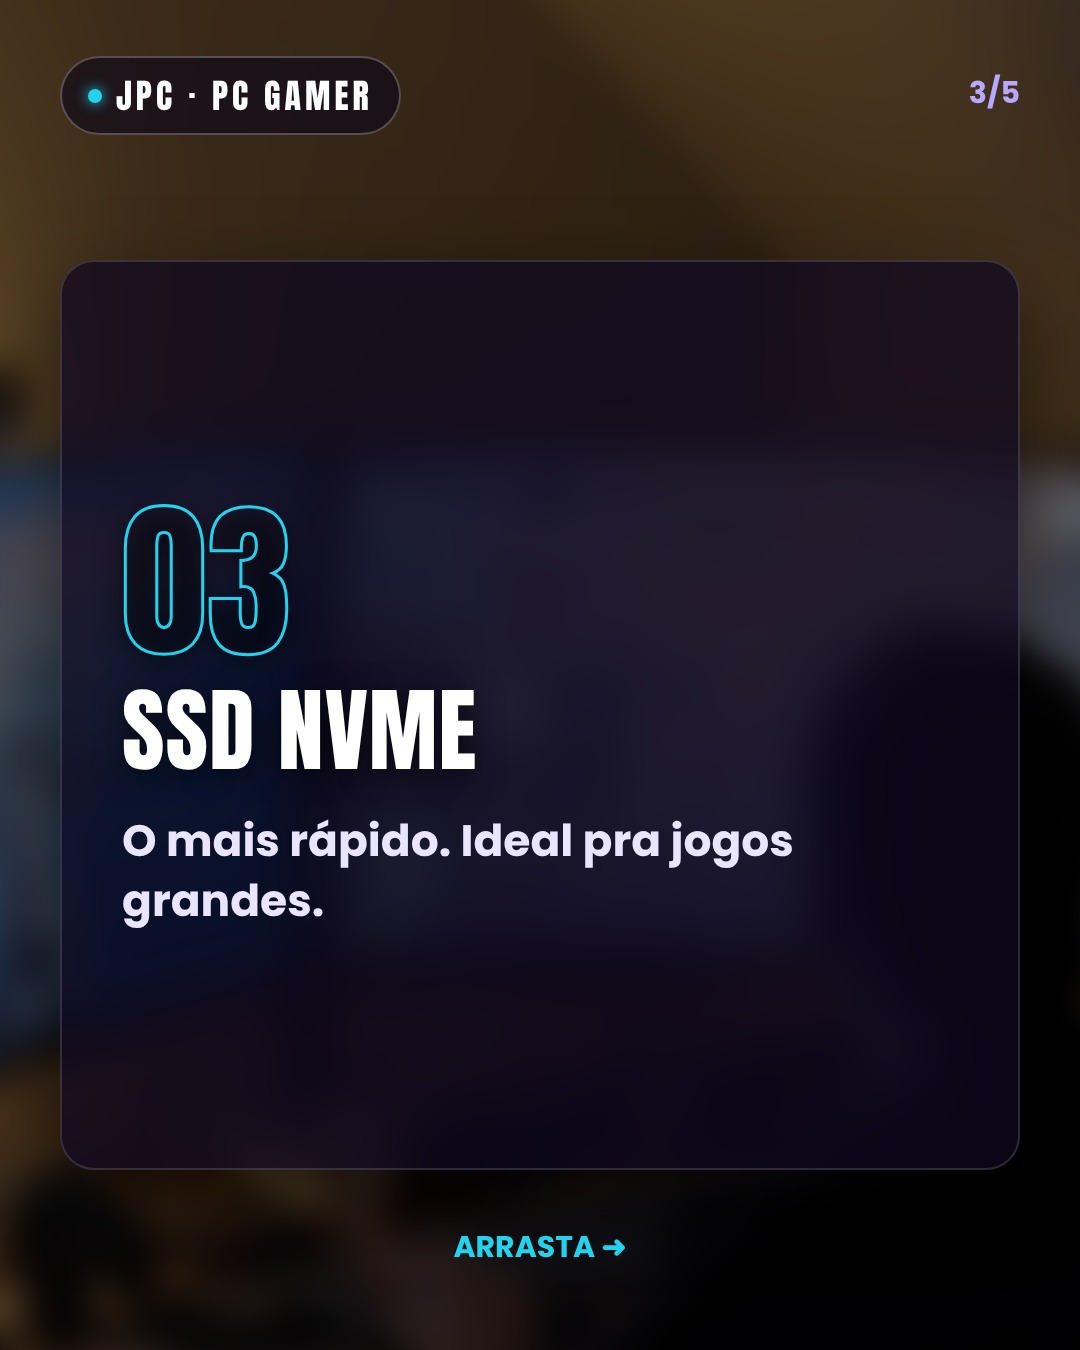 JPC · PC GAMER
3/5
03
SSD NVME
O mais rápido. Ideal pra jogos
grandes.
ARRASTA ➜